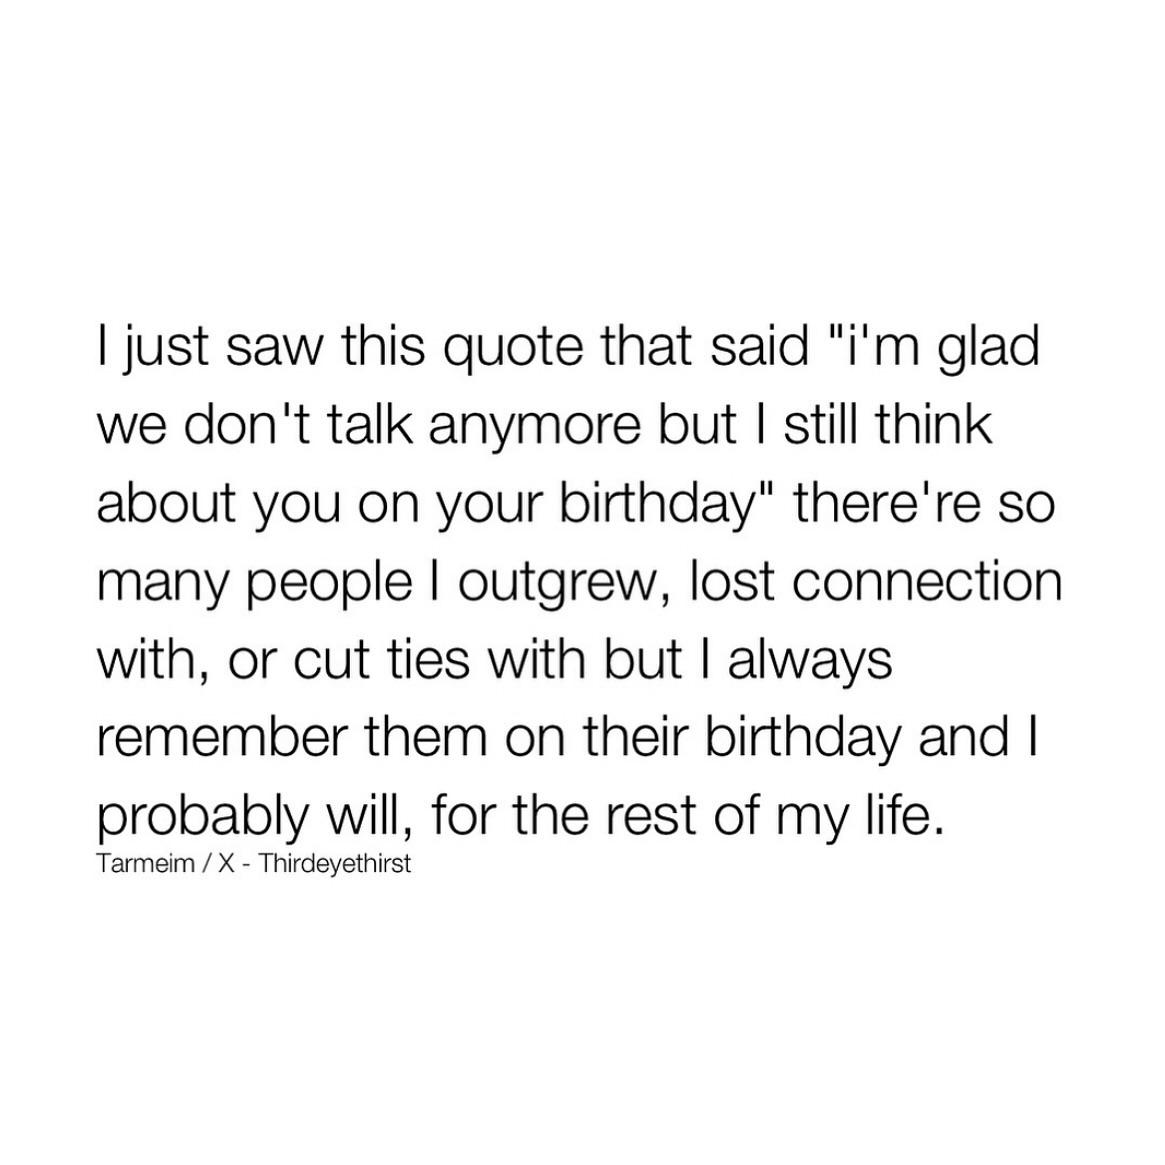 I just saw this quote that said "i'm glad
we don't talk anymore but I still think
about you on your birthday" there're so
many people I outgrew, lost connection
with, or cut ties with but I always
remember them on their birthday and I
probably will, for the rest of my life.
Tarmeim / X - Thirdeyethirst